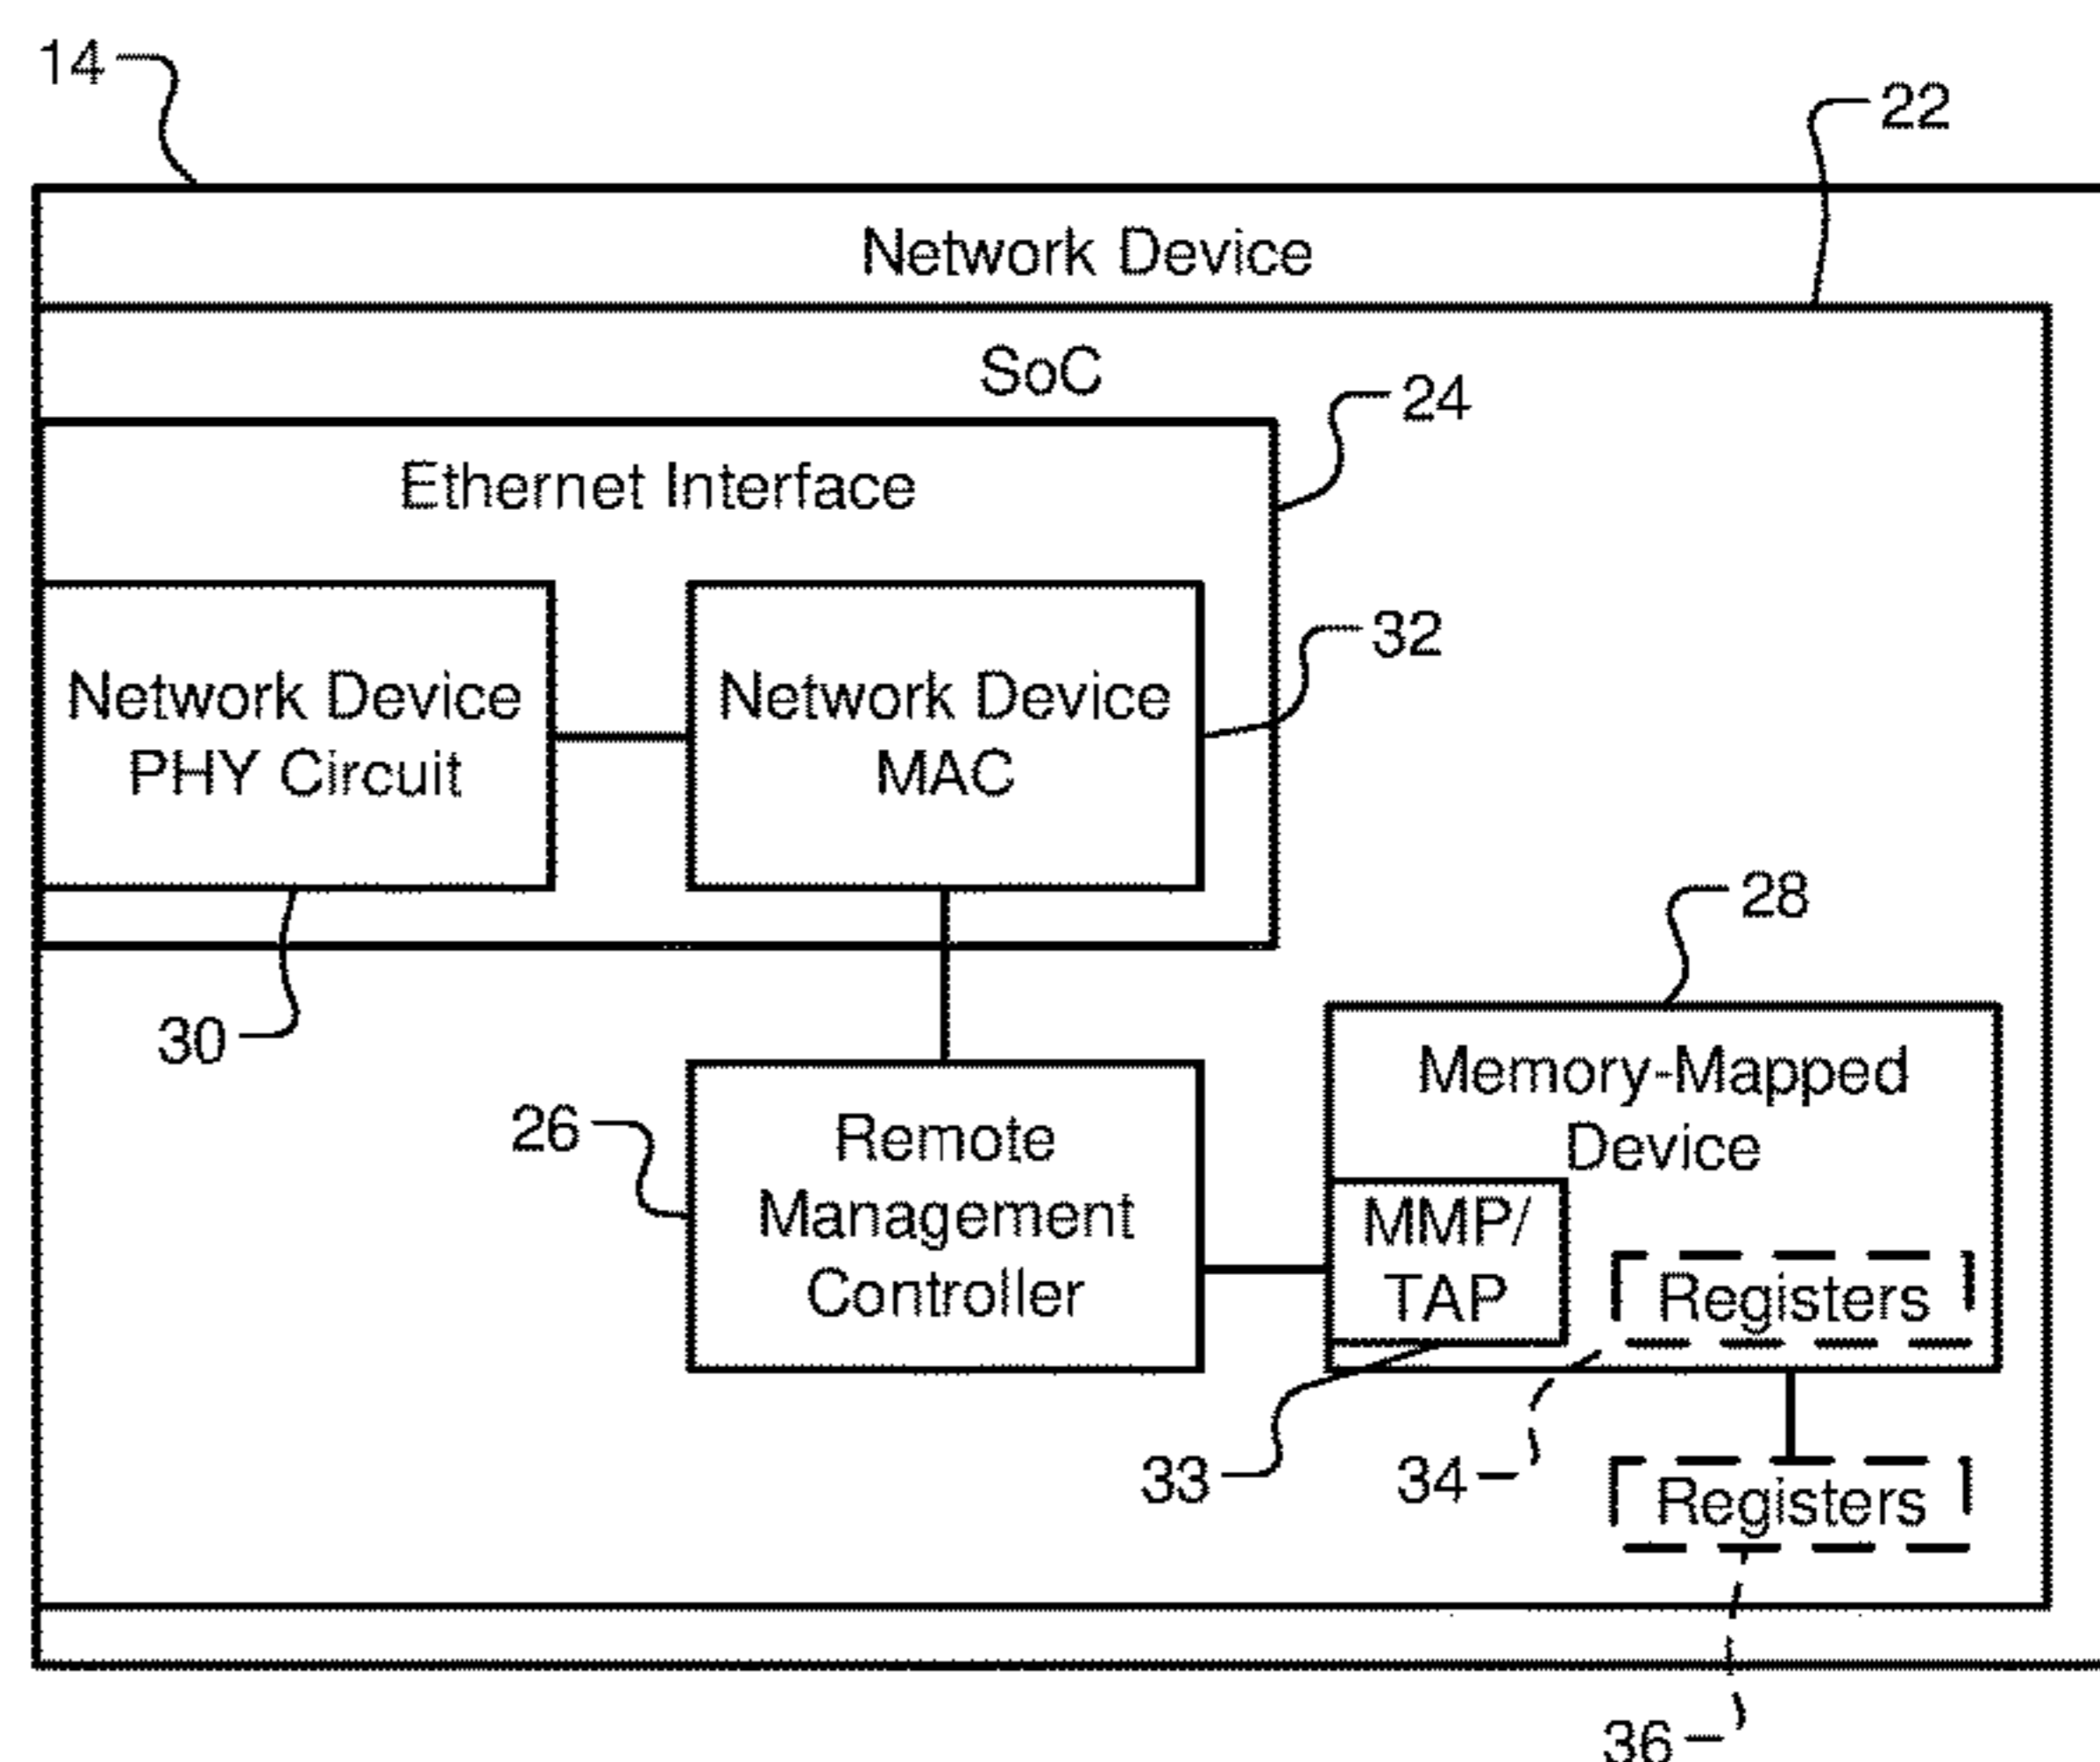 14
22
Network Device
SoC
24
Ethernet Interface
32
Network Device
PHY Circuit
Network Device
MAC
28
30
Memory-Mapped
Device
26
Remote
Management
Controller
MMP/
TAP
Registers
33
34
Registers
36